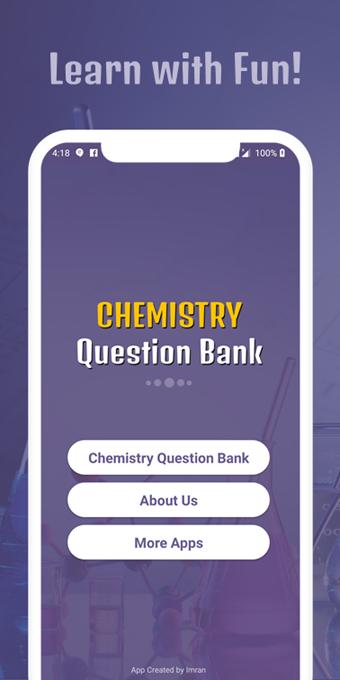 Learn with Fun!
4:18 100%
CHEMISTRY
Question Bank
Chemistry Question Bank
About Us
More Apps
App Created by Imran